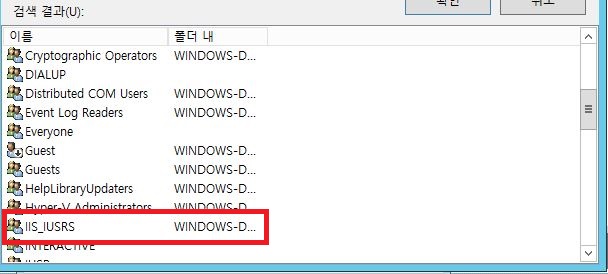 검색 결과(U):
확인 취소
이름 폴더 내
Cryptographic Operators WINDOWS-D...
DIALUP
Distributed COM Users WINDOWS-D...
Event Log Readers WINDOWS-D...
Everyone
Guest WINDOWS-D...
Guests WINDOWS-D...
HelpLibraryUpdaters WINDOWS-D...
Hyper-V Administrators WINDOWS-D...
IIS_IUSRS WINDOWS-D...
INTERACTIVE
IUSR